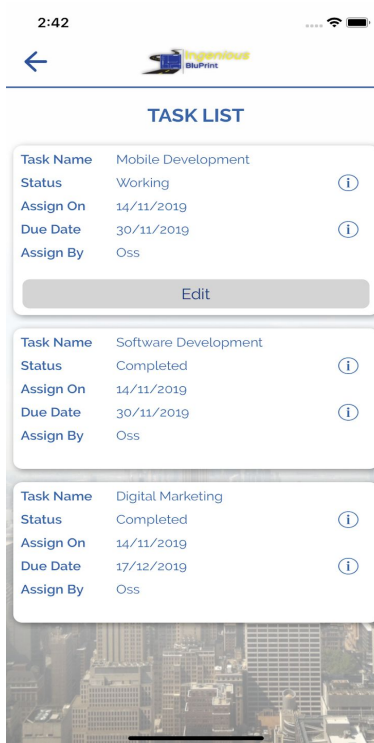 2:42
Ingenious
BluPrint
TASK LIST
Task Name Mobile Development
Status Working
Assign On 14/11/2019
Due Date 30/11/2019
Assign By Oss
Edit
Task Name Software Development
Status Completed
Assign On 14/11/2019
Due Date 30/11/2019
Assign By Oss
Task Name Digital Marketing
Status Completed
Assign On 14/11/2019
Due Date 17/12/2019
Assign By Oss